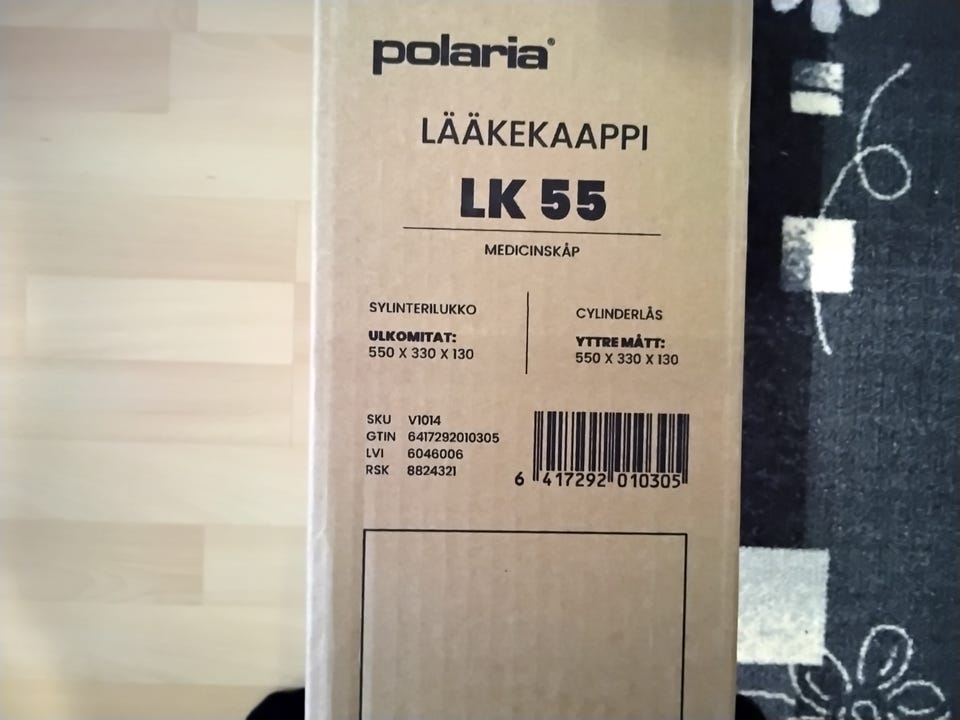 polaria®
LÄÄKEKAAPPI
LK 55
MEDICINSKÅP
SYLINTERILUKKO
ULKOMITAT:
550 X 330 X 130
CYLINDERLÅS
YTTRE MÅTT:
550 X 330 X 130
SKU V1014
GTIN 6417292010305
LVI 6046006
RSK 8824321
6 417292 010305